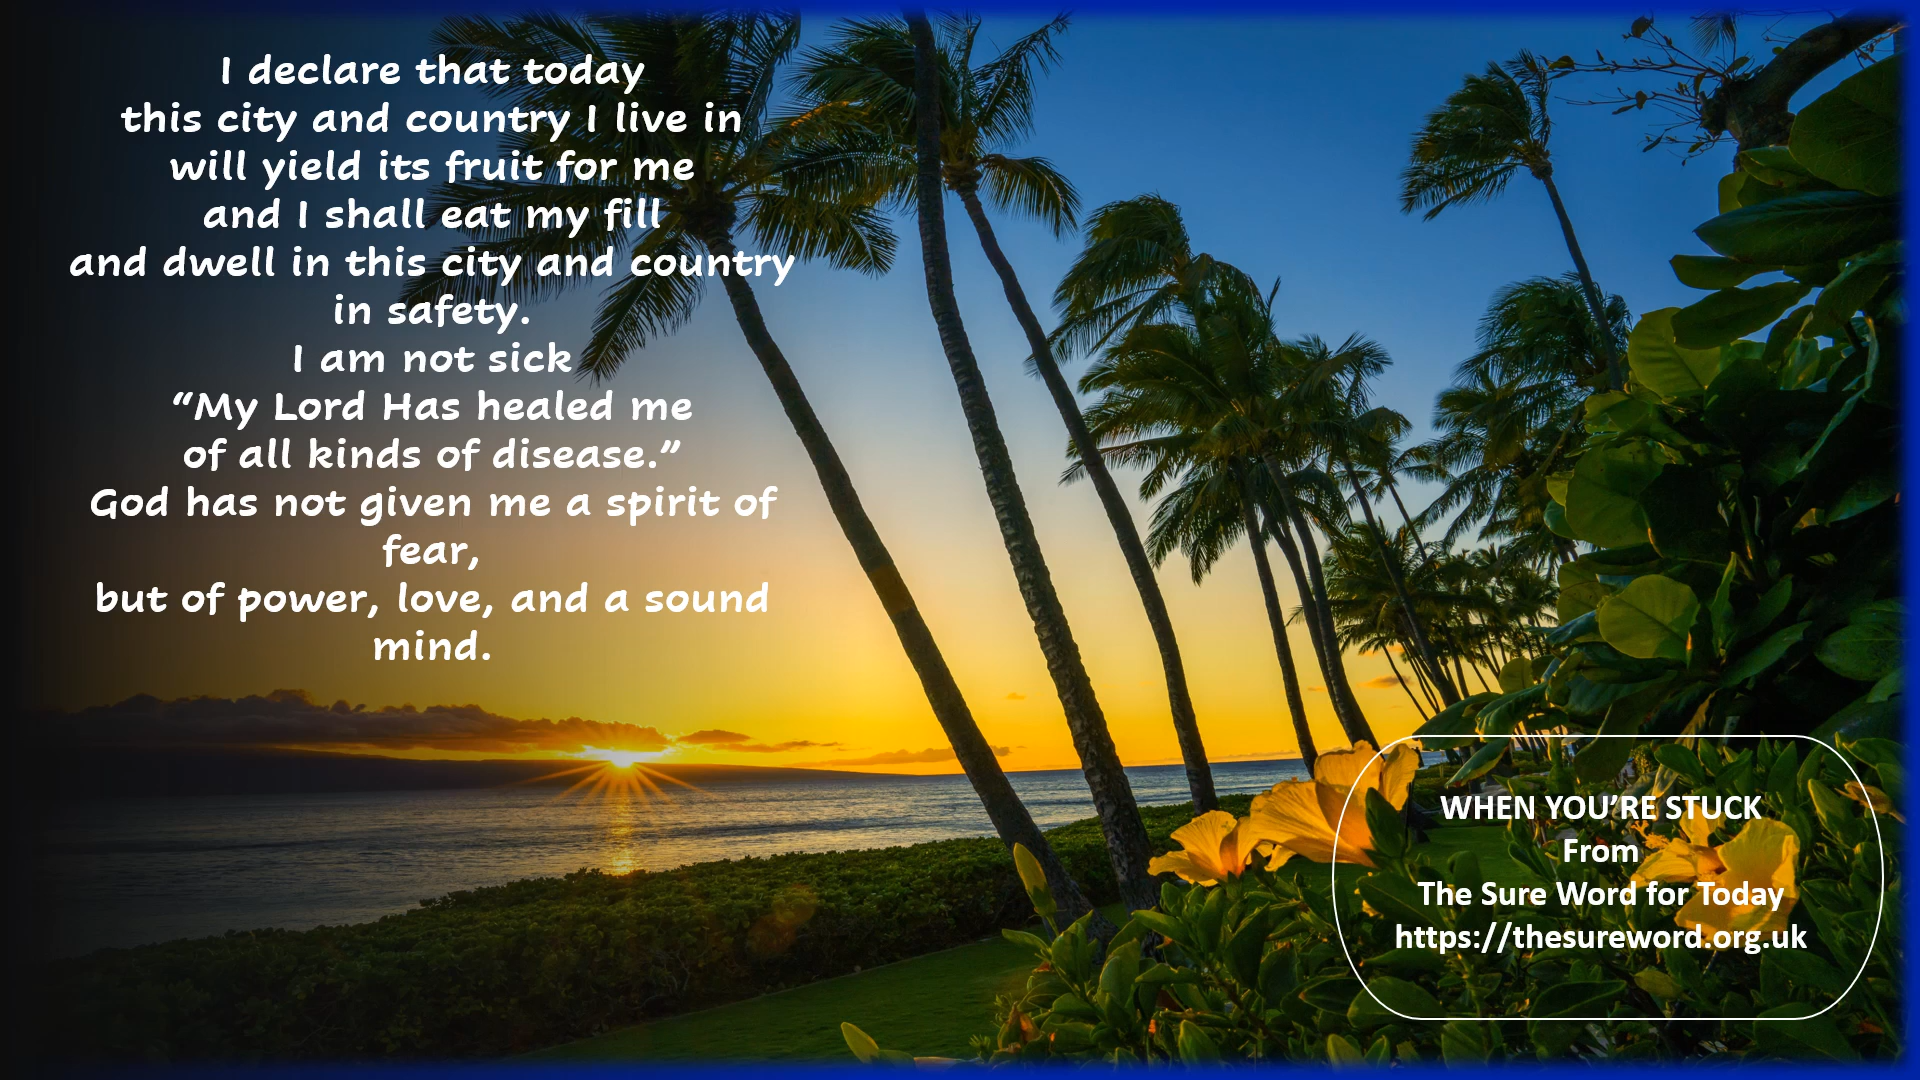 I declare that today
this city and country I live in
will yield its fruit for me
and I shall eat my fill
and dwell in this city and country
in safety.
I am not sick
“My Lord Has healed me
of all kinds of disease.”
God has not given me a spirit of
fear,
but of power, love, and a sound
mind.
WHEN YOU’RE STUCK
From
The Sure Word for Today
https://thesureword.org.uk